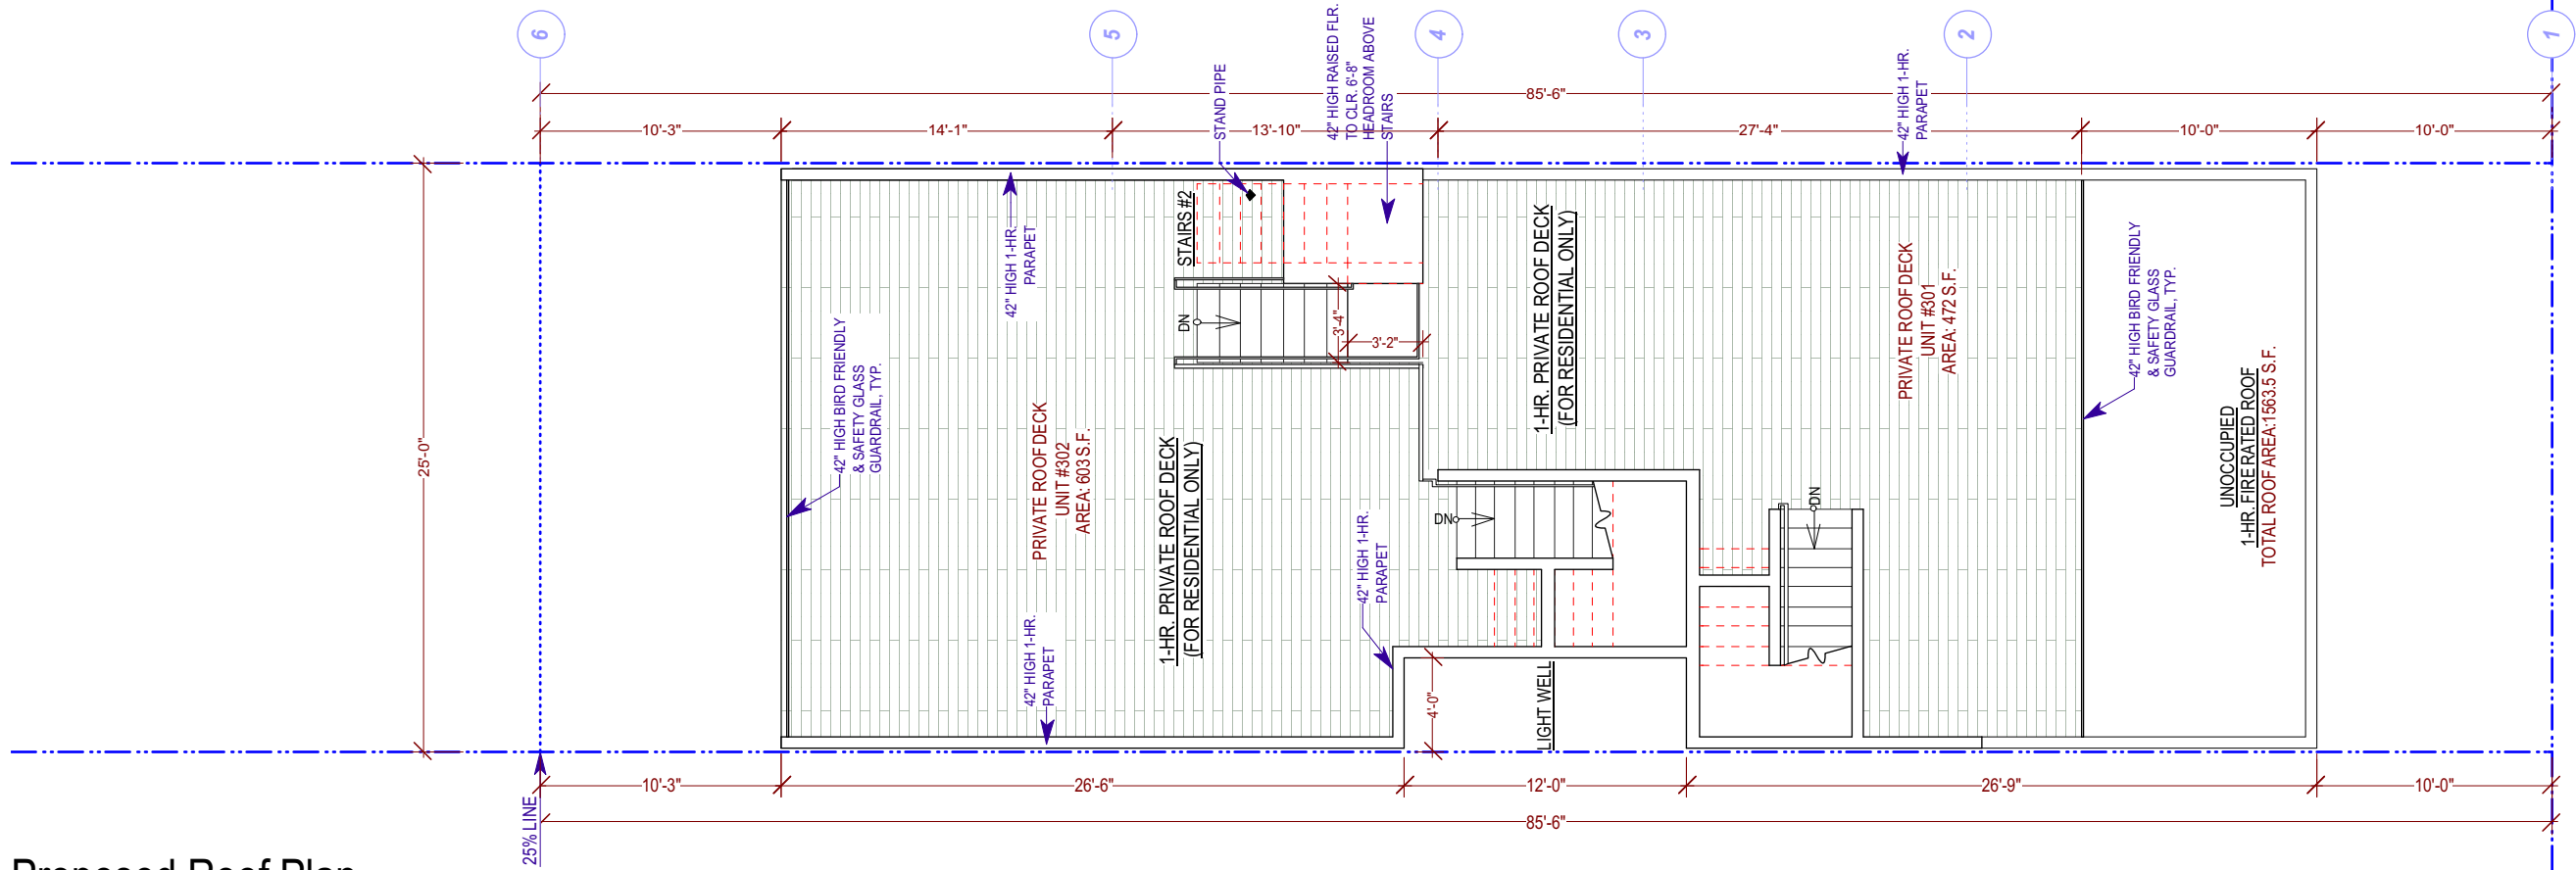 6
5
4
3
2
1
85'-6"
10'-3"
14'-1"
13'-10"
27'-4"
10'-0"
10'-0"
STAND PIPE
42" HIGH RAISED FLR.
TO CLR. 6'-8"
HEADROOM ABOVE
STAIRS
42" HIGH 1-HR.
PARAPET
25'-0"
42" HIGH BIRD FRIENDLY
& SAFETY GLASS
GUARDRAIL, TYP.
42" HIGH 1-HR.
PARAPET
PRIVATE ROOF DECK
UNIT #302
AREA: 603 S.F.
42" HIGH 1-HR.
PARAPET
1-HR. PRIVATE ROOF DECK
(FOR RESIDENTIAL ONLY)
STAIRS #2
DN
3'-4"
3'-2"
42" HIGH 1-HR.
PARAPET
4'-0"
DN
LIGHT WELL
1-HR. PRIVATE ROOF DECK
(FOR RESIDENTIAL ONLY)
DN
PRIVATE ROOF DECK
UNIT #301
AREA: 472 S.F.
42" HIGH BIRD FRIENDLY
& SAFETY GLASS
GUARDRAIL, TYP.
UNOCCUPIED
1-HR. FIRE RATED ROOF
TOTAL ROOF AREA:1563.5 S.F.
10'-3"
26'-6"
12'-0"
26'-9"
10'-0"
85'-6"
25% LINE
Proposed Roof Plan